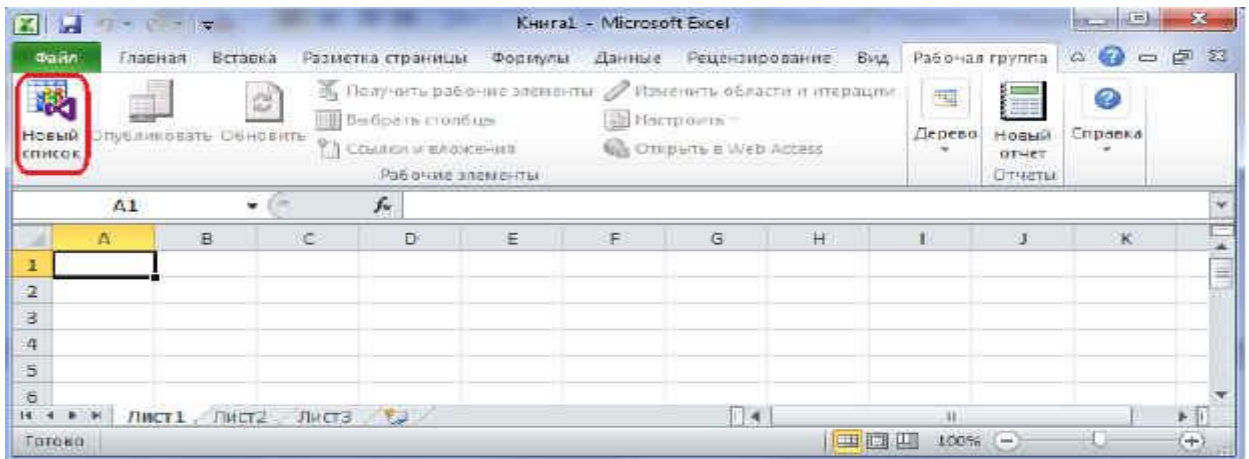 Книга1 - Microsoft Excel
Файл Главная Вставка Разметка страницы Формулы Данные Рецензирование Вид Рабочая группа
Новый список
Опубликовать Обновить
Получить рабочие элементы
Выбрать столбцы
Ссылки и вложения
Изменить области и итерации
Настроить
Открыть в Web Access
Рабочие элементы
Дерево
Новый отчет
Отчеты
Справка
A1 fx
A B C D E F G H I J K
1
2
3
4
5
6
Лист1 Лист2 Лист3
Готово 100%